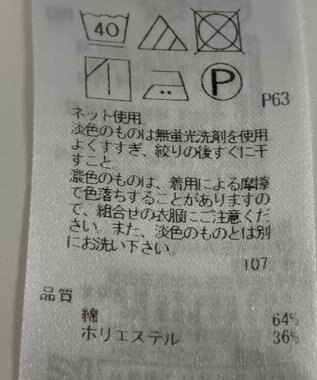 40
P
P63
ネット使用
淡色のものは無蛍光洗剤を使用
よくすすぎ、絞りの後すぐに干
すこと。
濃色のものは、着用による摩擦
で色落ちすることがありますの
で、組合せの衣服にご注意くだ
さい。また、淡色のものとは別
にお洗い下さい。
107
品質
綿 64%
ポリエステル 36%